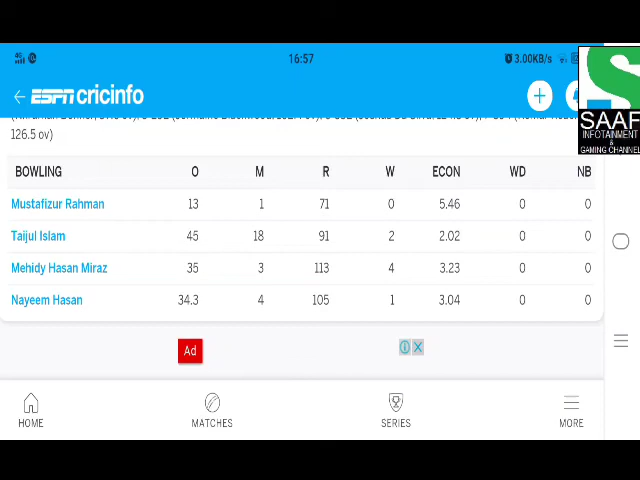 16:57
3.00KB/s
ESPN cricinfo
SAAF
INFOTAINMENT
&
GAMING CHANNEL
126.5 ov)
BOWLING O M R W ECON WD NB
Mustafizur Rahman 13 1 71 0 5.46 0 0
Taijul Islam 45 18 91 2 2.02 0 0
Mehidy Hasan Miraz 35 3 113 4 3.23 0 0
Nayeem Hasan 34.3 4 105 1 3.04 0 0
Ad
HOME MATCHES SERIES MORE